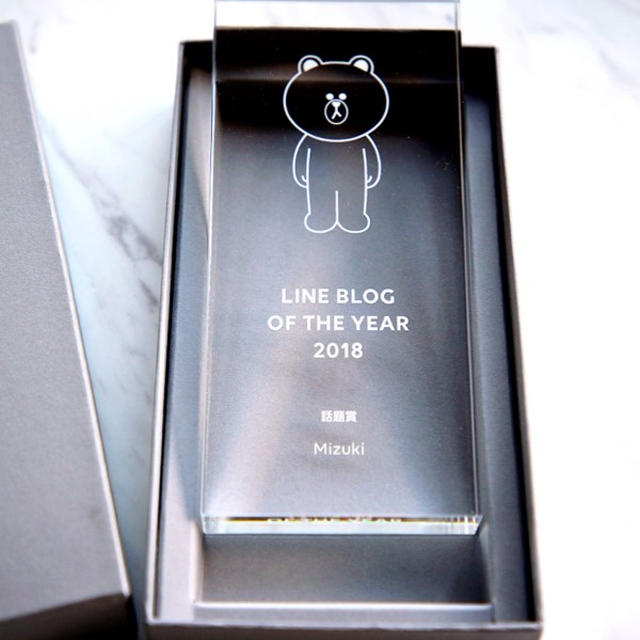 LINE BLOG
OF THE YEAR
2018
話題賞
Mizuki